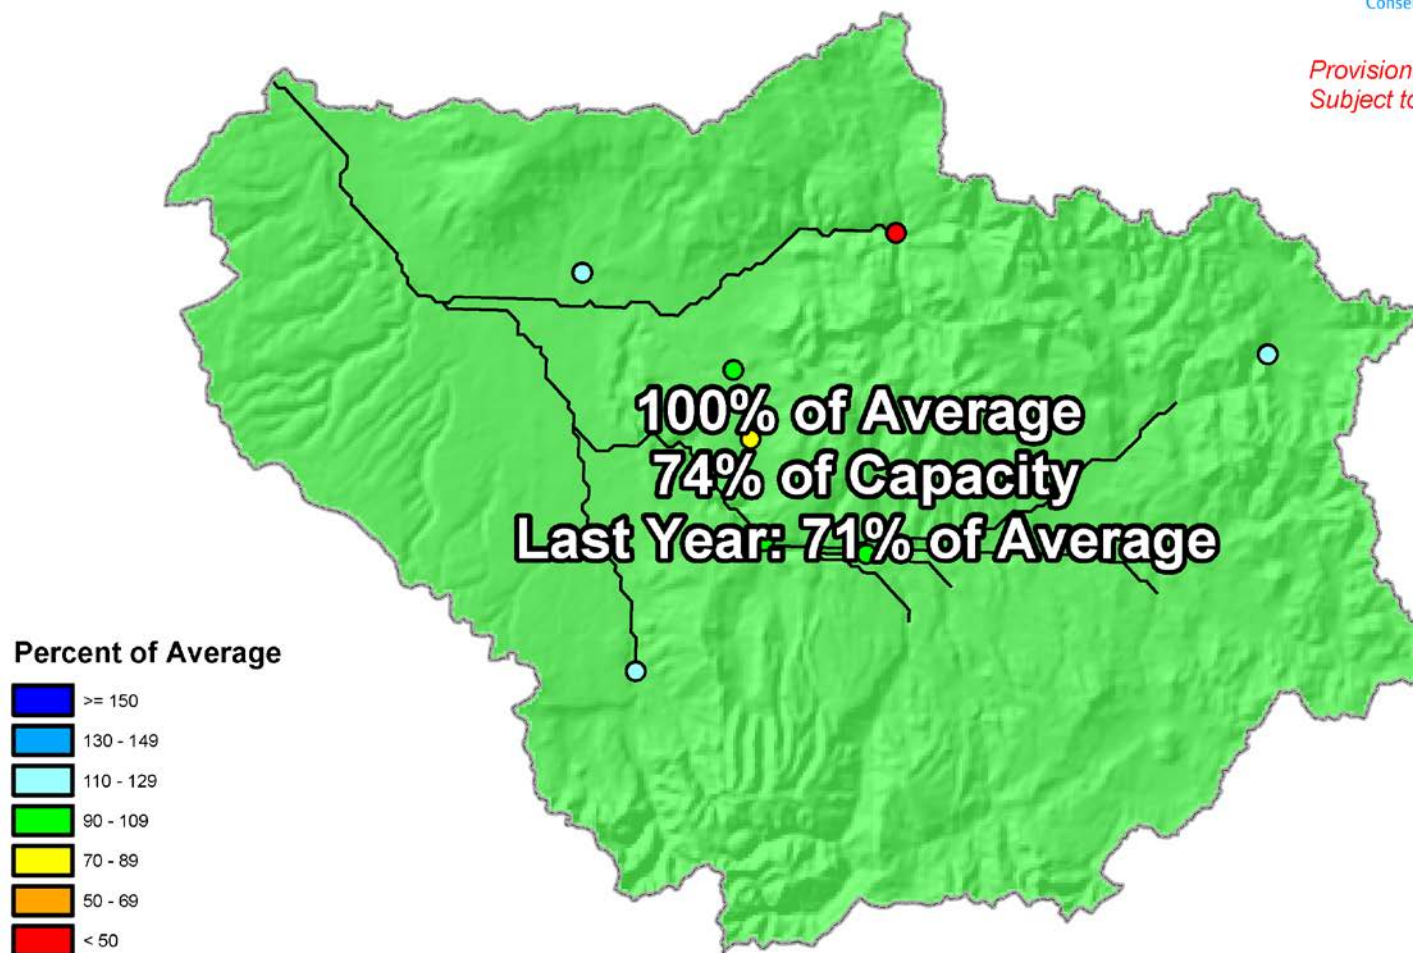 Provision
Subject to
100% of Average
74% of Capacity
Last Year: 71% of Average
Percent of Average
>= 150
130 - 149
110 - 129
90 - 109
70 - 89
50 - 69
< 50